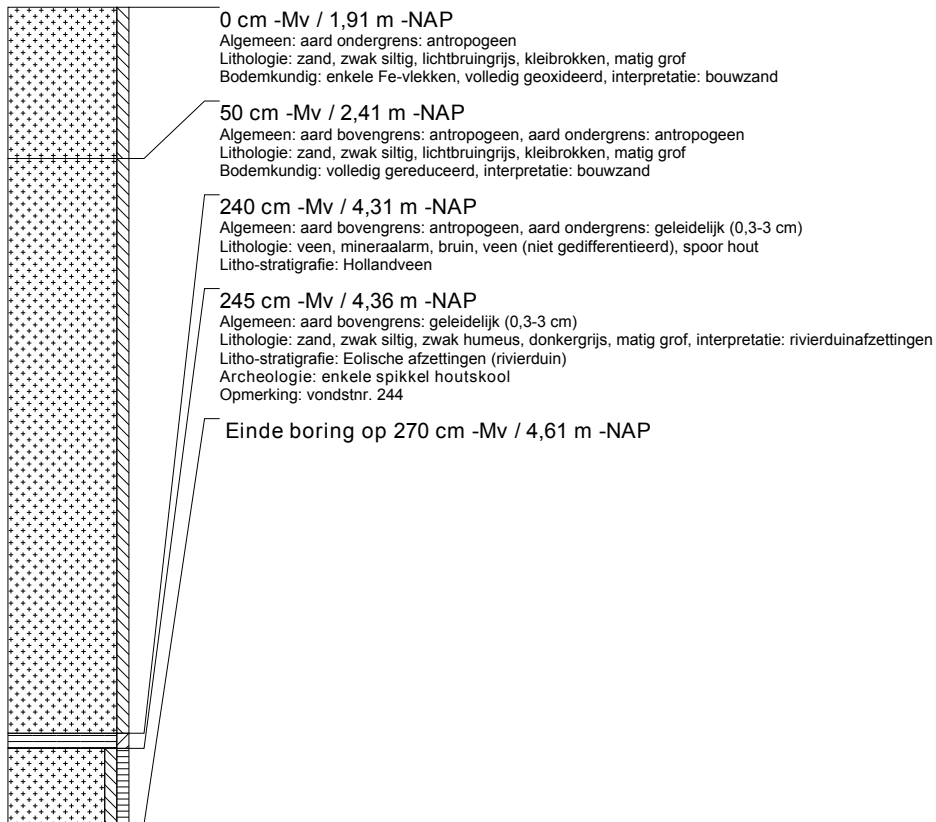 0 cm -Mv / 1,91 m -NAP
Algemeen: aard ondergrens: antropogeen
Lithologie: zand, zwak siltig, lichtbruingrijs, kleibrokken, matig grof
Bodemkundig: enkele Fe-vlekken, volledig geoxideerd, interpretatie: bouwzand
50 cm -Mv / 2,41 m -NAP
Algemeen: aard bovengrens: antropogeen, aard ondergrens: antropogeen
Lithologie: zand, zwak siltig, lichtbruingrijs, kleibrokken, matig grof
Bodemkundig: volledig gereduceerd, interpretatie: bouwzand
240 cm -Mv / 4,31 m -NAP
Algemeen: aard bovengrens: antropogeen, aard ondergrens: geleidelijk (0,3-3 cm)
Lithologie: veen, mineraalarm, bruin, veen (niet gedifferentieerd), spoor hout
Litho-stratigrafie: Hollandveen
245 cm -Mv / 4,36 m -NAP
Algemeen: aard bovengrens: geleidelijk (0,3-3 cm)
Lithologie: zand, zwak siltig, zwak humeus, donkergrijs, matig grof, interpretatie: rivierduinafzettingen
Litho-stratigrafie: Eolische afzettingen (rivierduin)
Archeologie: enkele spikkel houtskool
Opmerking: vondstnr. 244
Einde boring op 270 cm -Mv / 4,61 m -NAP